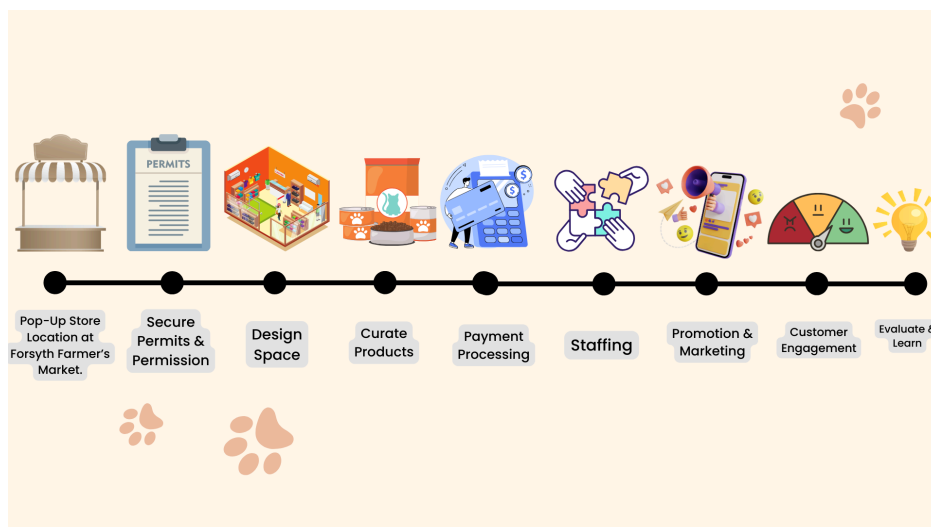 PERMITS
Pop-Up Store
Location at
Forsyth Farmer's
Market.
Secure
Permits &
Permission
Design
Space
Curate
Products
Payment
Processing
Staffing
Promotion &
Marketing
Customer
Engagement
Evaluate &
Learn
$
$